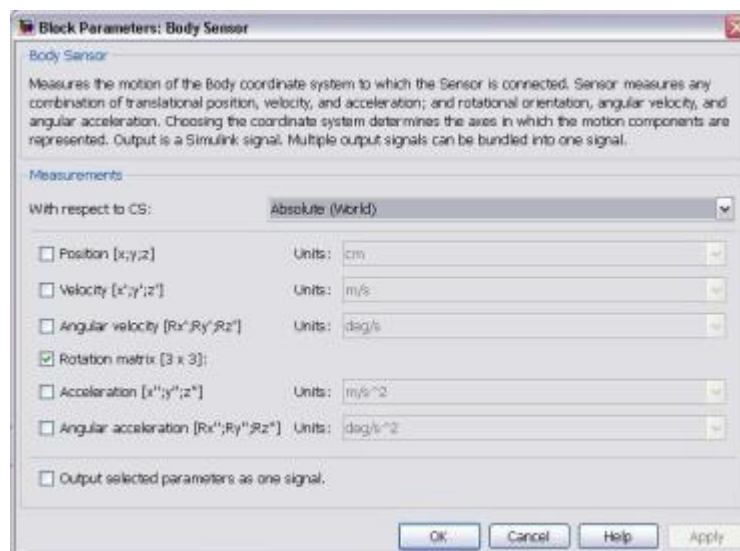 Block Parameters: Body Sensor
Body Sensor
Measures the motion of the Body coordinate system to which the Sensor is connected. Sensor measures any
combination of translational position, velocity, and acceleration; and rotational orientation, angular velocity, and
angular acceleration. Choosing the coordinate system determines the axes in which the motion components are
represented. Output is a Simulink signal. Multiple output signals can be bundled into one signal.
Measurements
With respect to CS: Absolute (World)
Position [x;y;z] Units: cm
Velocity [x';y';z'] Units: m/s
Angular velocity [Rx';Ry';Rz'] Units: deg/s
Rotation matrix [3 x 3]:
Acceleration [x'';y'';z''] Units: m/s^2
Angular acceleration [Rx'';Ry'';Rz''] Units: deg/s^2
Output selected parameters as one signal.
OK Cancel Help Apply